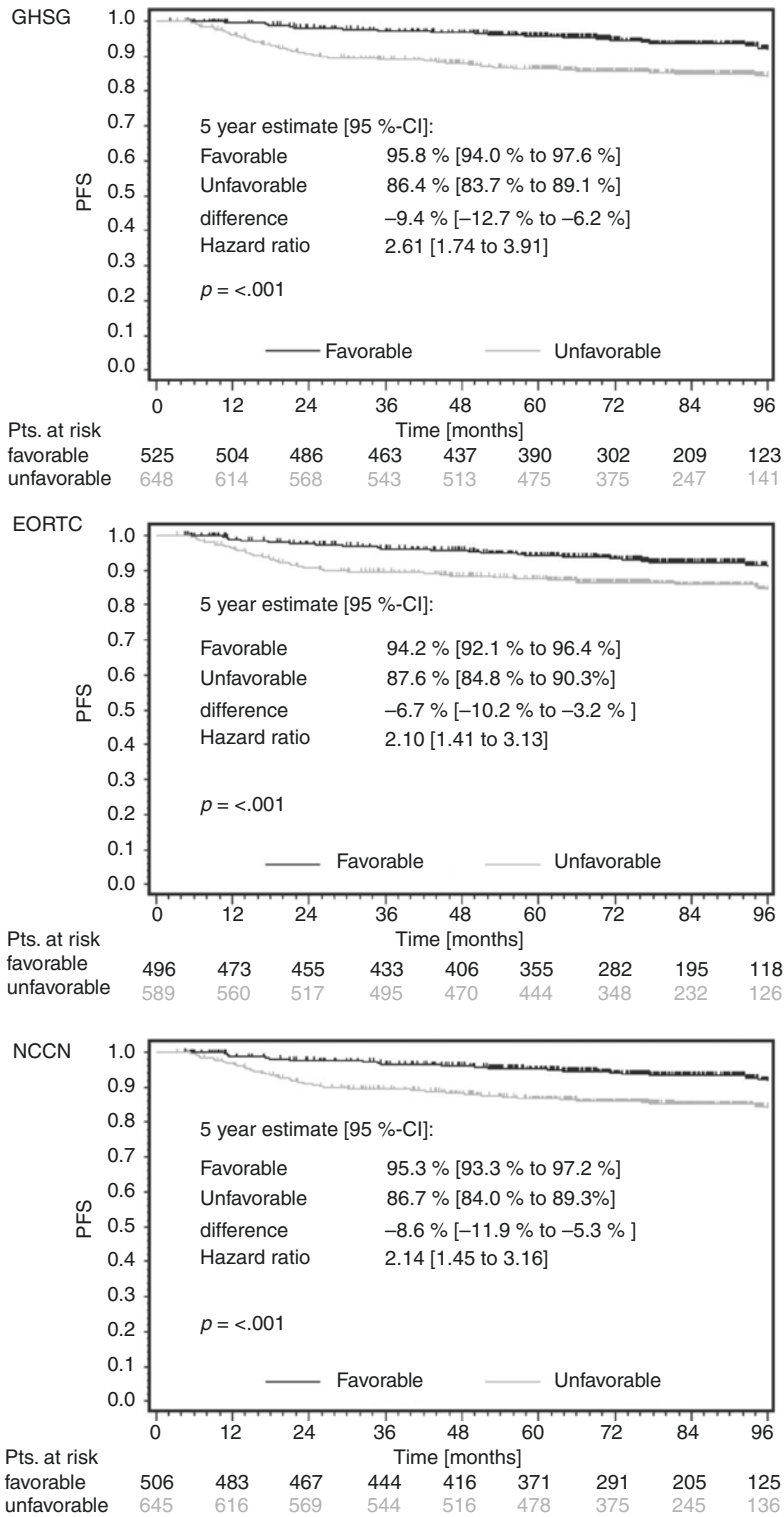 GHSG
1.0
0.9
0.8
0.7
0.6
0.5
0.4
0.3
0.2
0.1
0.0
PFS
5 year estimate [95 %-CI]:
Favorable 95.8 % [94.0 % to 97.6 %]
Unfavorable 86.4 % [83.7 % to 89.1 %]
difference –9.4 % [–12.7 % to –6.2 %]
Hazard ratio 2.61 [1.74 to 3.91]
p = <.001
Favorable Unfavorable
0 12 24 36 48 60 72 84 96
Pts. at risk Time [months]
favorable 525 504 486 463 437 390 302 209 123
unfavorable 648 614 568 543 513 475 375 247 141
EORTC
1.0
0.9
0.8
0.7
0.6
0.5
0.4
0.3
0.2
0.1
0.0
PFS
5 year estimate [95 %-CI]:
Favorable 94.2 % [92.1 % to 96.4 %]
Unfavorable 87.6 % [84.8 % to 90.3%]
difference –6.7 % [–10.2 % to –3.2 % ]
Hazard ratio 2.10 [1.41 to 3.13]
p = <.001
Favorable Unfavorable
0 12 24 36 48 60 72 84 96
Pts. at risk Time [months]
favorable 496 473 455 433 406 355 282 195 118
unfavorable 589 560 517 495 470 444 348 232 126
NCCN
1.0
0.9
0.8
0.7
0.6
0.5
0.4
0.3
0.2
0.1
0.0
PFS
5 year estimate [95 %-CI]:
Favorable 95.3 % [93.3 % to 97.2 %]
Unfavorable 86.7 % [84.0 % to 89.3%]
difference –8.6 % [–11.9 % to –5.3 % ]
Hazard ratio 2.14 [1.45 to 3.16]
p = <.001
Favorable Unfavorable
0 12 24 36 48 60 72 84 96
Pts. at risk Time [months]
favorable 506 483 467 444 416 371 291 205 125
unfavorable 645 616 569 544 516 478 375 245 136